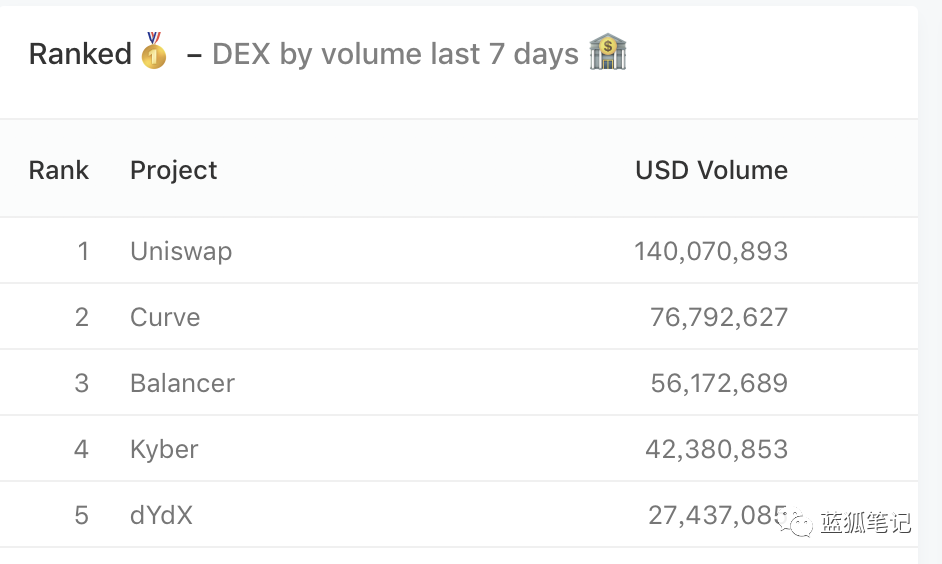 Ranked🏅 – DEX by volume last 7 days 🏦
Rank Project USD Volume
1 Uniswap 140,070,893
2 Curve 76,792,627
3 Balancer 56,172,689
4 Kyber 42,380,853
5 dYdX 27,437,085
蓝狐笔记